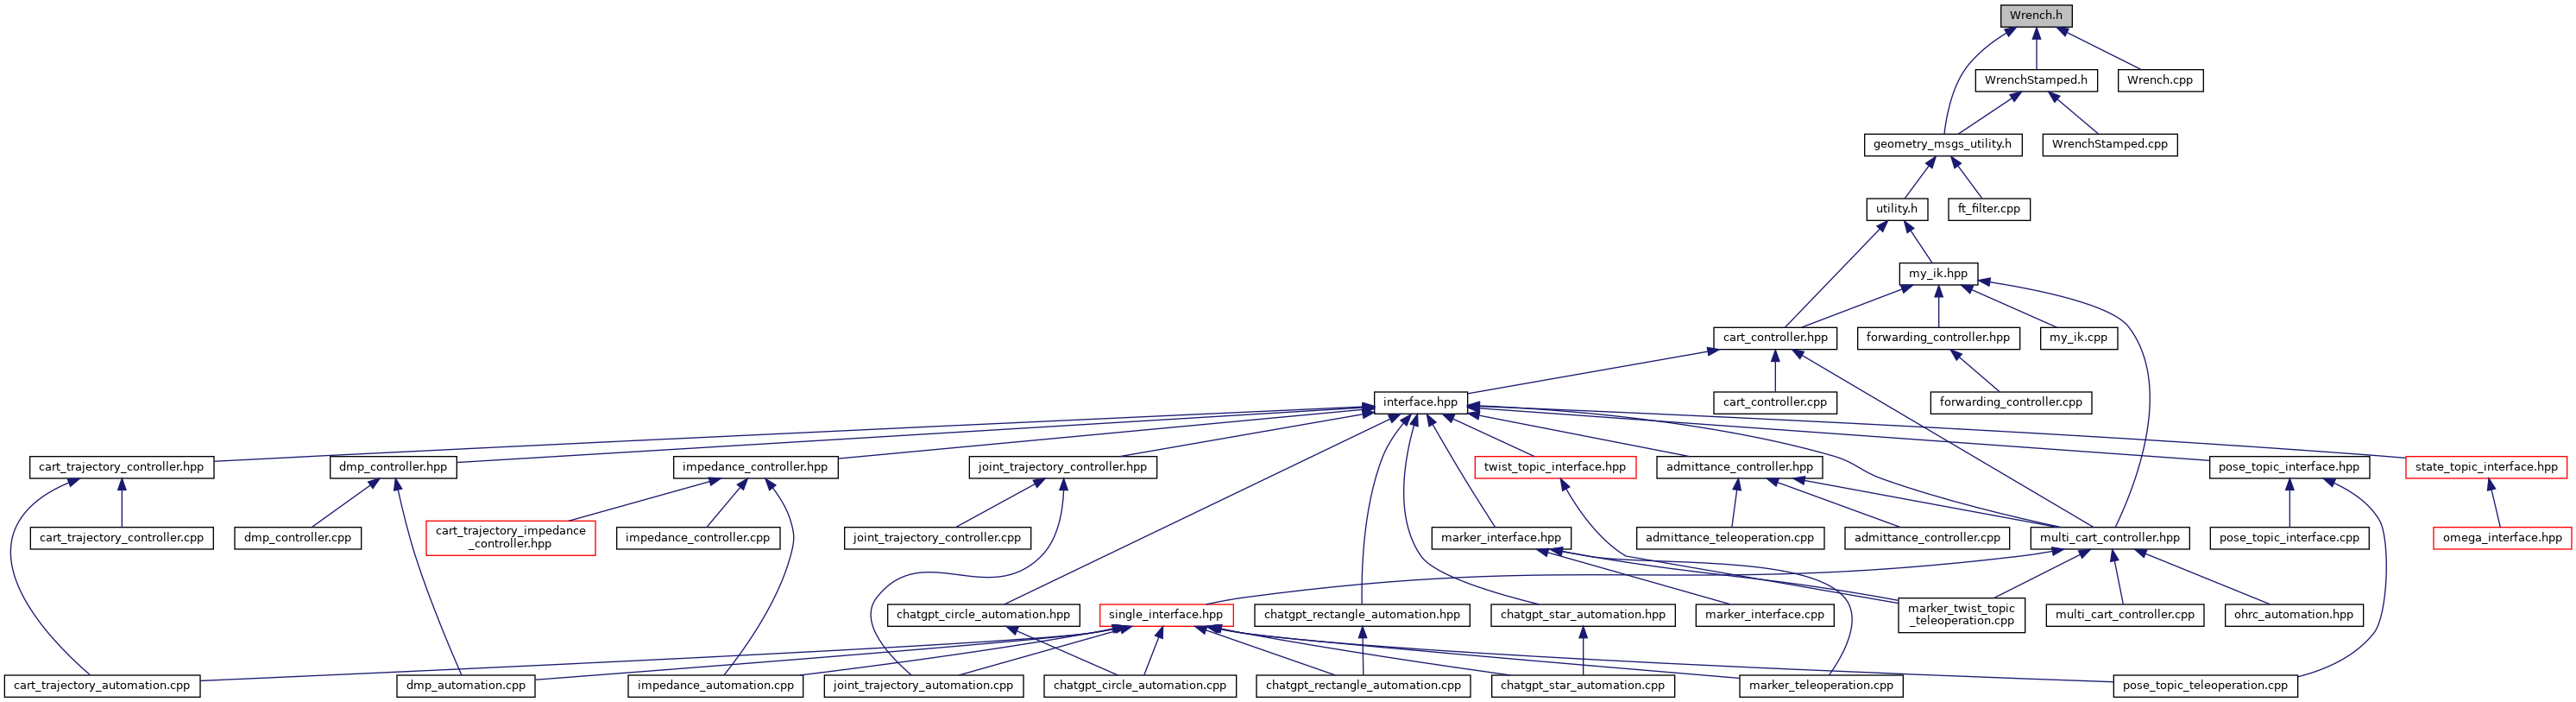 Wrench.h
WrenchStamped.h
Wrench.cpp
geometry_msgs_utility.h
WrenchStamped.cpp
utility.h
ft_filter.cpp
my_ik.hpp
cart_controller.hpp
forwarding_controller.hpp
my_ik.cpp
interface.hpp
cart_controller.cpp
forwarding_controller.cpp
cart_trajectory_controller.hpp
dmp_controller.hpp
impedance_controller.hpp
joint_trajectory_controller.hpp
twist_topic_interface.hpp
admittance_controller.hpp
pose_topic_interface.hpp
state_topic_interface.hpp
cart_trajectory_controller.cpp
dmp_controller.cpp
cart_trajectory_impedance
_controller.hpp
impedance_controller.cpp
joint_trajectory_controller.cpp
marker_interface.hpp
admittance_teleoperation.cpp
admittance_controller.cpp
multi_cart_controller.hpp
pose_topic_interface.cpp
omega_interface.hpp
chatgpt_circle_automation.hpp
single_interface.hpp
chatgpt_rectangle_automation.hpp
chatgpt_star_automation.hpp
marker_interface.cpp
marker_twist_topic
_teleoperation.cpp
multi_cart_controller.cpp
ohrc_automation.hpp
cart_trajectory_automation.cpp
dmp_automation.cpp
impedance_automation.cpp
joint_trajectory_automation.cpp
chatgpt_circle_automation.cpp
chatgpt_rectangle_automation.cpp
chatgpt_star_automation.cpp
marker_teleoperation.cpp
pose_topic_teleoperation.cpp